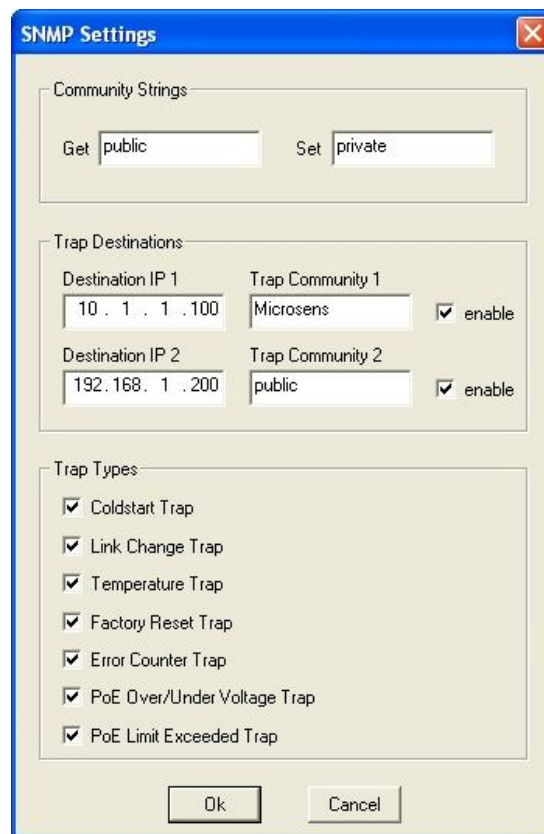 SNMP Settings
Community Strings
Get public Set private
Trap Destinations
Destination IP 1 Trap Community 1
10 . 1 . 1 .100 Microsens enable
Destination IP 2 Trap Community 2
192.168. 1 .200 public enable
Trap Types
Coldstart Trap
Link Change Trap
Temperature Trap
Factory Reset Trap
Error Counter Trap
PoE Over/Under Voltage Trap
PoE Limit Exceeded Trap
Ok Cancel